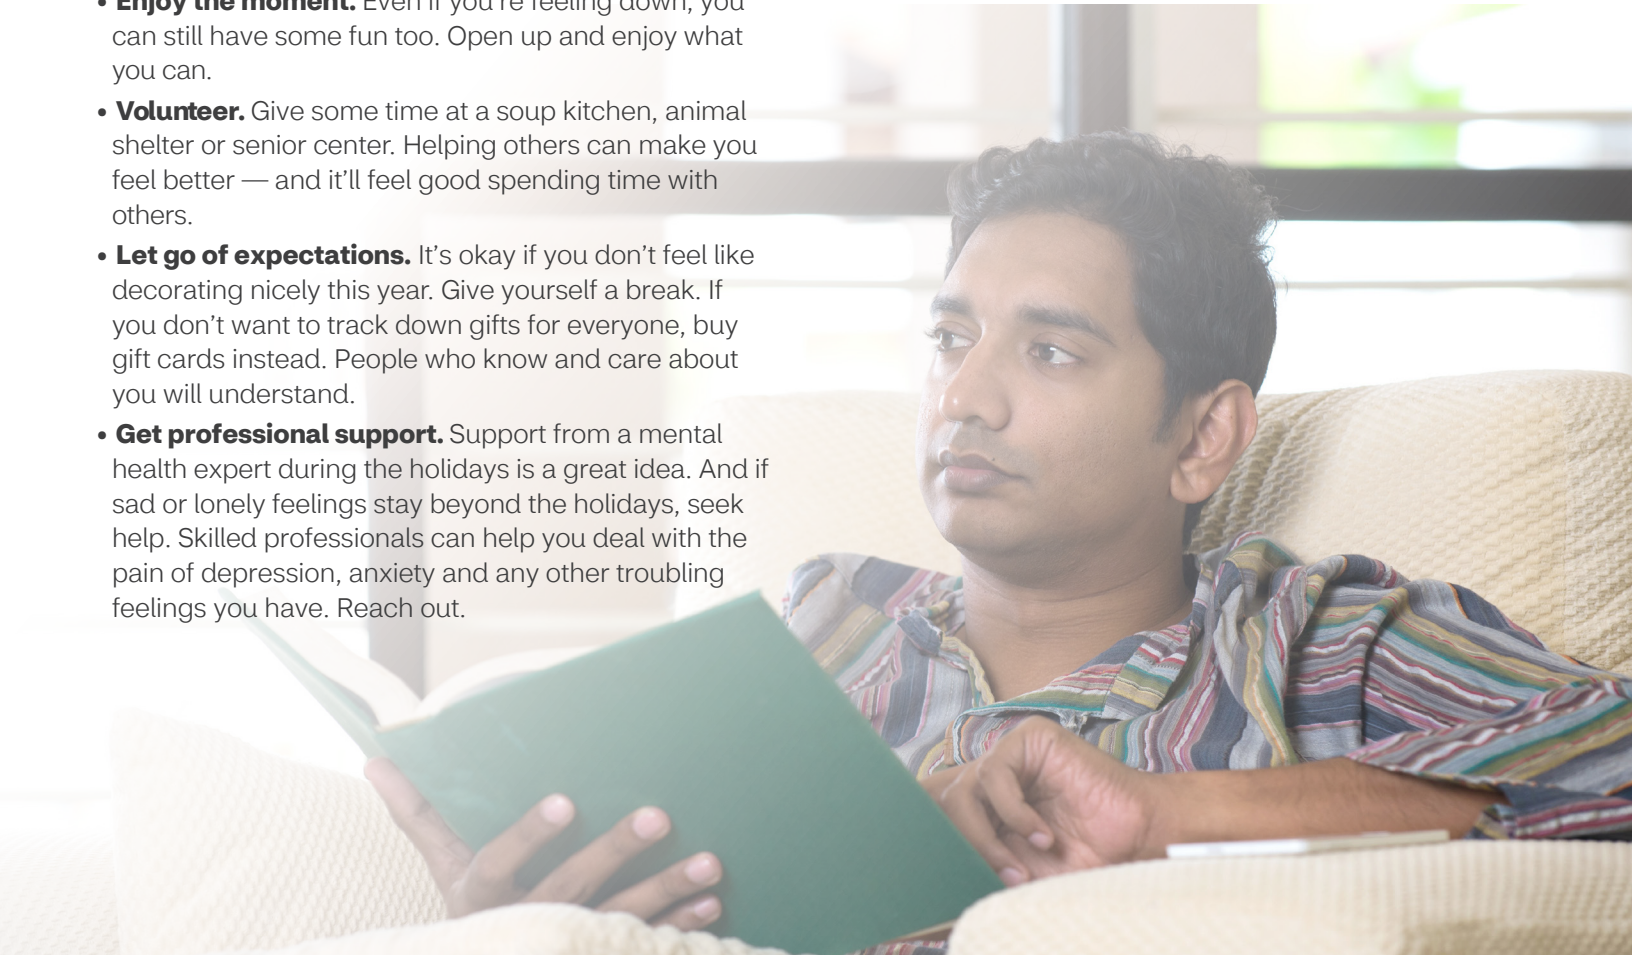 • Enjoy the moment. Even if you’re feeling down, you
can still have some fun too. Open up and enjoy what
you can.
• Volunteer. Give some time at a soup kitchen, animal
shelter or senior center. Helping others can make you
feel better — and it’ll feel good spending time with
others.
• Let go of expectations. It’s okay if you don’t feel like
decorating nicely this year. Give yourself a break. If
you don’t want to track down gifts for everyone, buy
gift cards instead. People who know and care about
you will understand.
• Get professional support. Support from a mental
health expert during the holidays is a great idea. And if
sad or lonely feelings stay beyond the holidays, seek
help. Skilled professionals can help you deal with the
pain of depression, anxiety and any other troubling
feelings you have. Reach out.